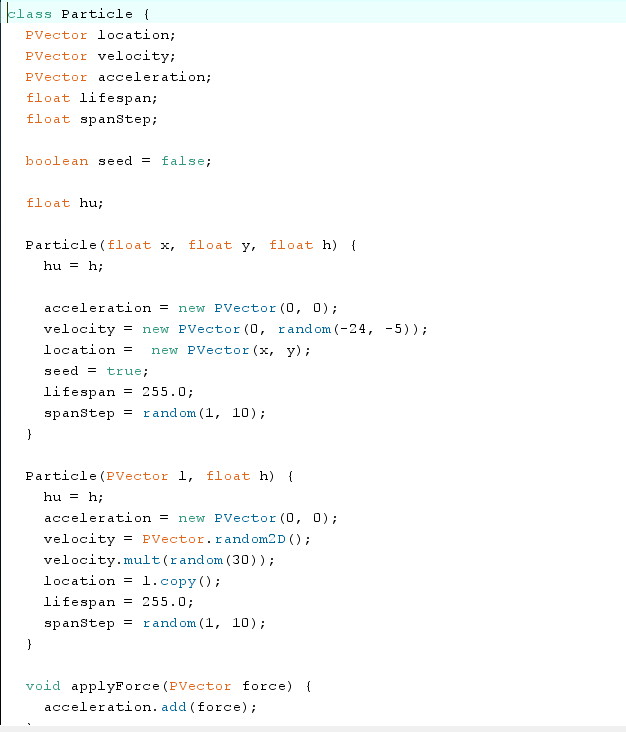 class Particle {
  PVector location;
  PVector velocity;
  PVector acceleration;
  float lifespan;
  float spanStep;

  boolean seed = false;

  float hu;

  Particle(float x, float y, float h) {
    hu = h;

    acceleration = new PVector(0, 0);
    velocity = new PVector(0, random(-24, -5));
    location =  new PVector(x, y);
    seed = true;
    lifespan = 255.0;
    spanStep = random(1, 10);
  }

  Particle(PVector l, float h) {
    hu = h;
    acceleration = new PVector(0, 0);
    velocity = PVector.random2D();
    velocity.mult(random(30));
    location = l.copy();
    lifespan = 255.0;
    spanStep = random(1, 10);
  }

  void applyForce(PVector force) {
    acceleration.add(force);